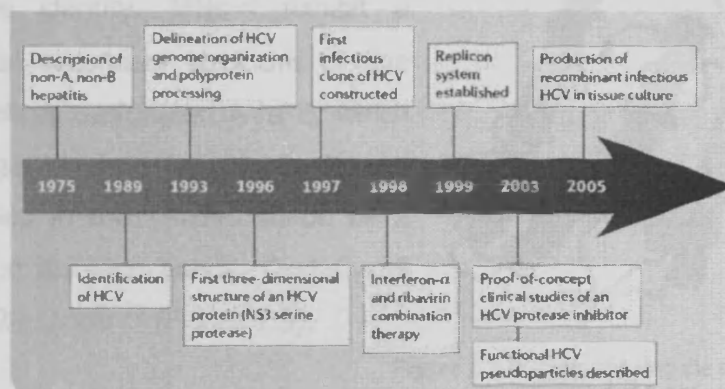 Description of
non-A, non-B
hepatitis
Delineation of HCV
genome organization
and polyprotein
processing
First
infectious
clone of HCV
constructed
Replicon
system
established
Production of
recombinant infectious
HCV in tissue culture
1975 1989 1993 1996 1997 1998 1999 2003 2005
Identification
of HCV
First three-dimensional
structure of an HCV
protein (NS3 serine
protease)
Interferon-α
and ribavirin
combination
therapy
Proof-of-concept
clinical studies of an
HCV protease inhibitor
Functional HCV
pseudoparticles described